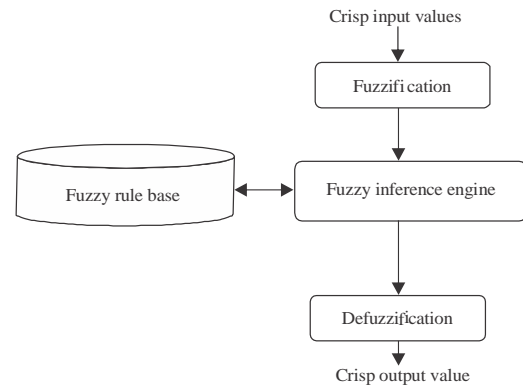 Crisp input values
Fuzzification
Fuzzy rule base
Fuzzy inference engine
Defuzzification
Crisp output value